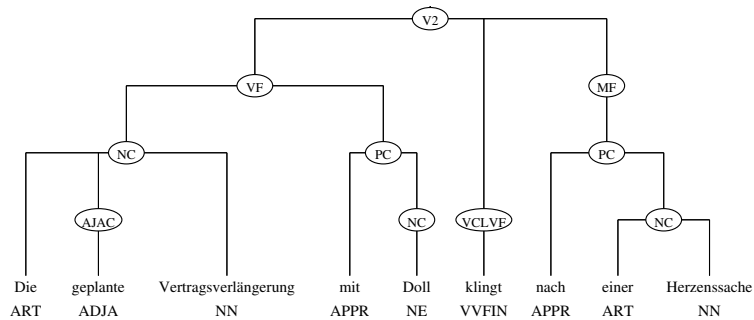 V2
VF MF
NC PC PC
AJAC NC VCLVF NC
Die geplante Vertragsverlängerung mit Doll klingt nach einer Herzenssache
ART ADJA NN APPR NE VVFIN APPR ART NN